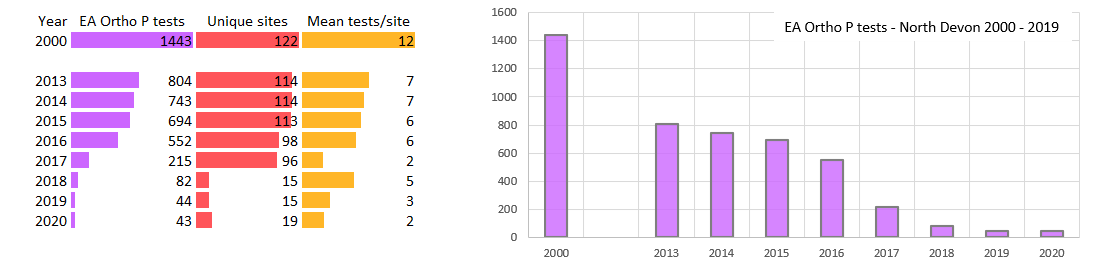 Year EA Ortho P tests Unique sites Mean tests/site
2000 1443 122 12
2013 804 114 7
2014 743 114 7
2015 694 113 6
2016 552 98 6
2017 215 96 2
2018 82 15 5
2019 44 15 3
2020 43 19 2
EA Ortho P tests - North Devon 2000 - 2019
1600
1400
1200
1000
800
600
400
200
0
2000 2013 2014 2015 2016 2017 2018 2019 2020